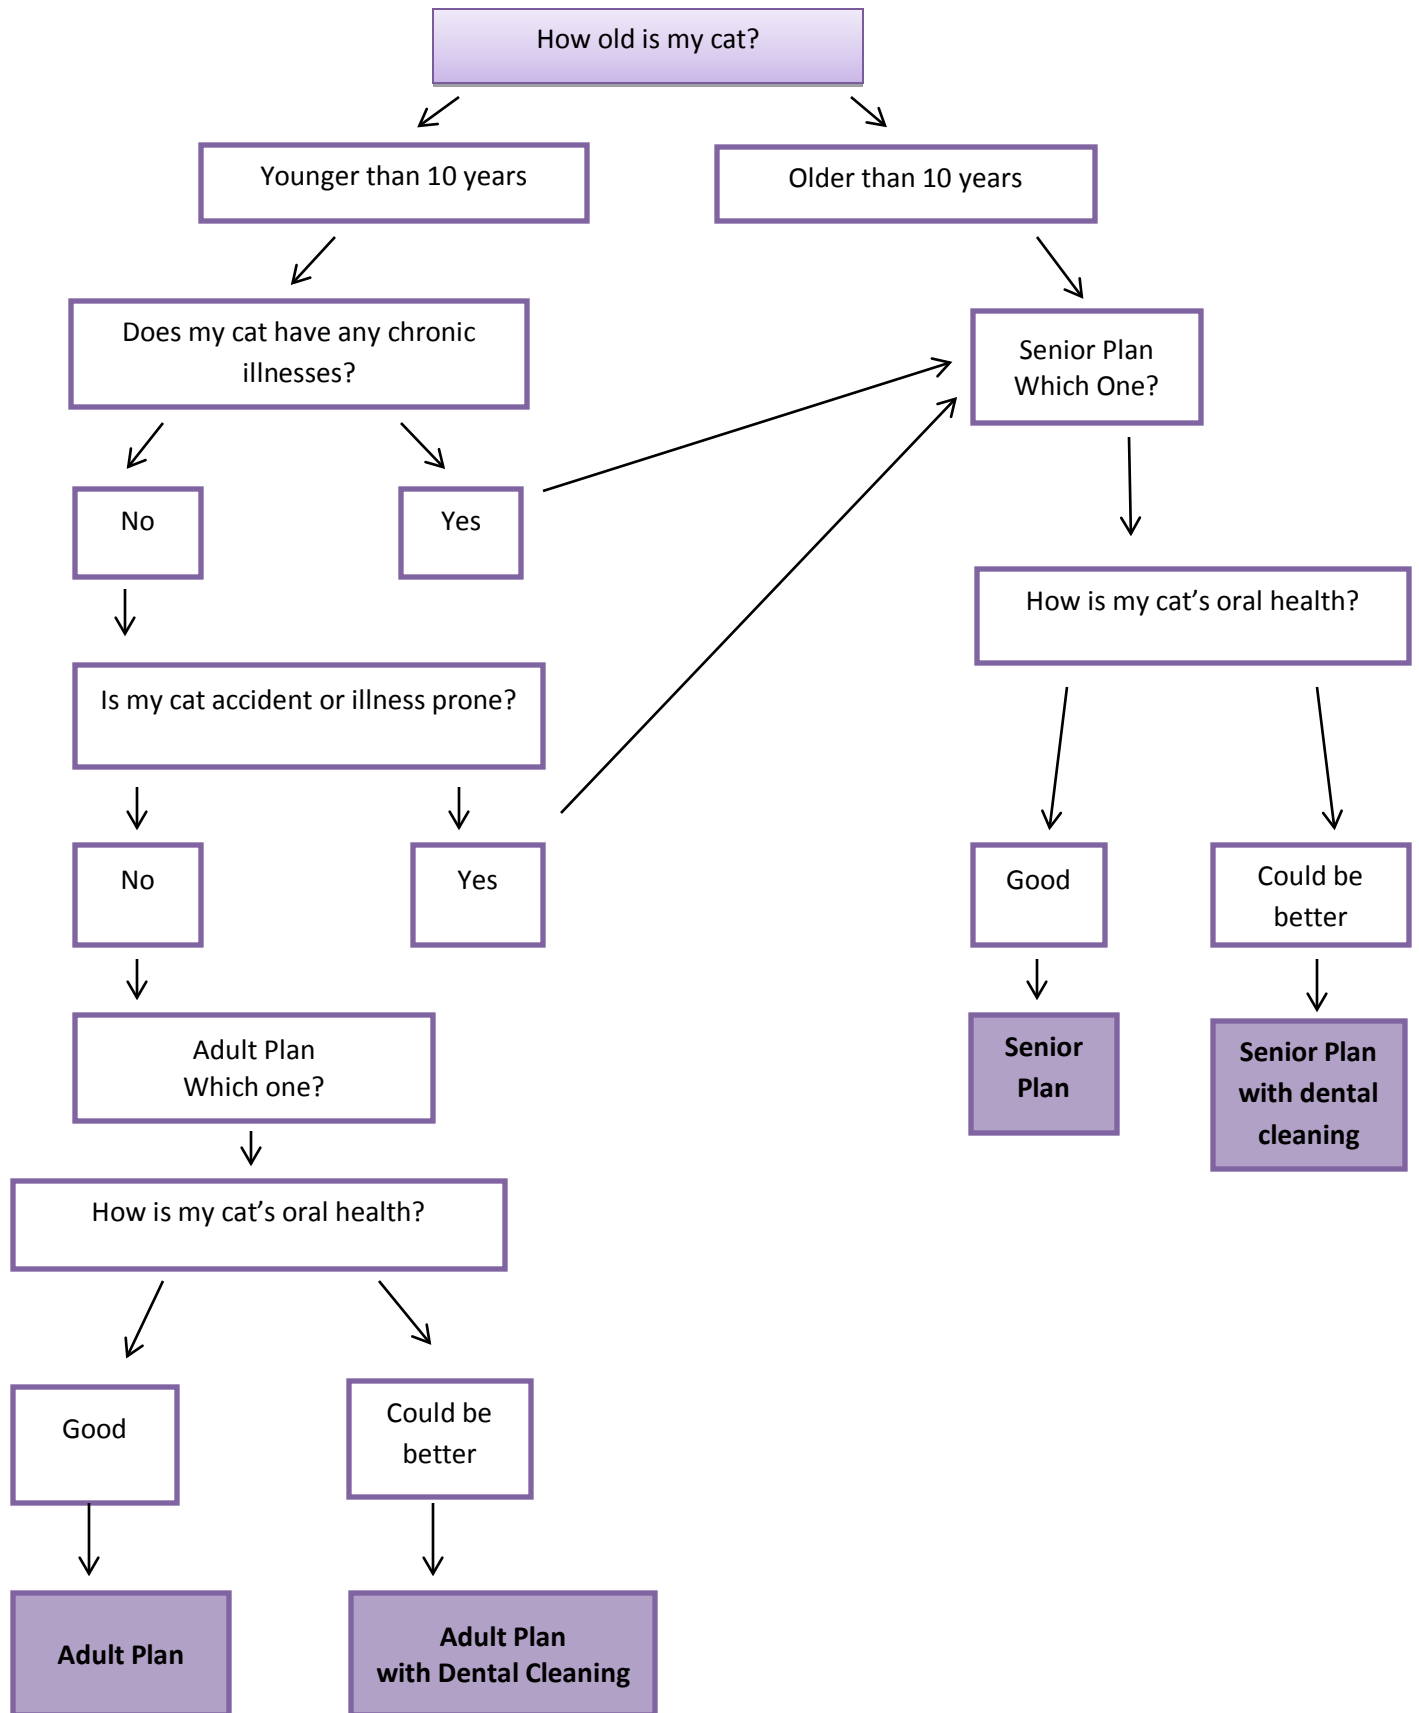 How old is my cat?
Younger than 10 years
Older than 10 years
Does my cat have any chronic
illnesses?
Senior Plan
Which One?
No
Yes
How is my cat’s oral health?
Is my cat accident or illness prone?
No
Yes
Good
Could be
better
Adult Plan
Which one?
Senior
Plan
Senior Plan
with dental
cleaning
How is my cat’s oral health?
Good
Could be
better
Adult Plan
Adult Plan
with Dental Cleaning